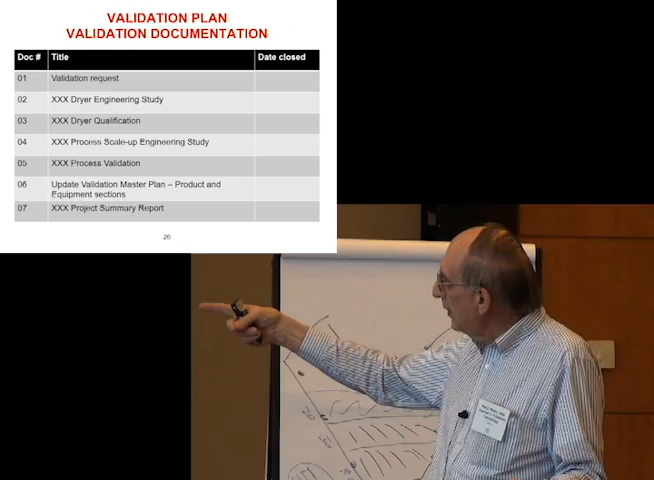 VALIDATION PLAN
VALIDATION DOCUMENTATION
Doc # Title Date closed
01 Validation request
02 XXX Dryer Engineering Study
03 XXX Dryer Qualification
04 XXX Process Scale-up Engineering Study
05 XXX Process Validation
06 Update Validation Master Plan – Product and
Equipment sections
07 XXX Project Summary Report
26